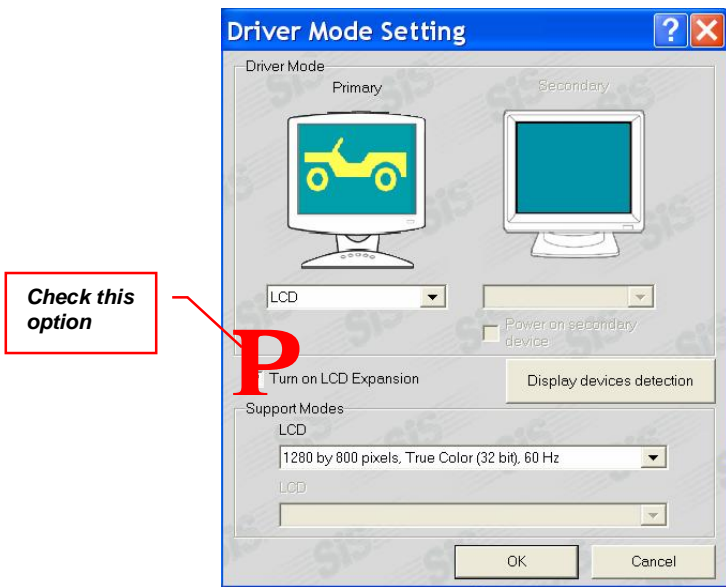 Driver Mode Setting
Driver Mode
Primary
Secondary
LCD
Check this
option
Power on secondary
device
P
Turn on LCD Expansion
Display devices detection
Support Modes
LCD
1280 by 800 pixels, True Color (32 bit), 60 Hz
LCD
OK
Cancel
SiS